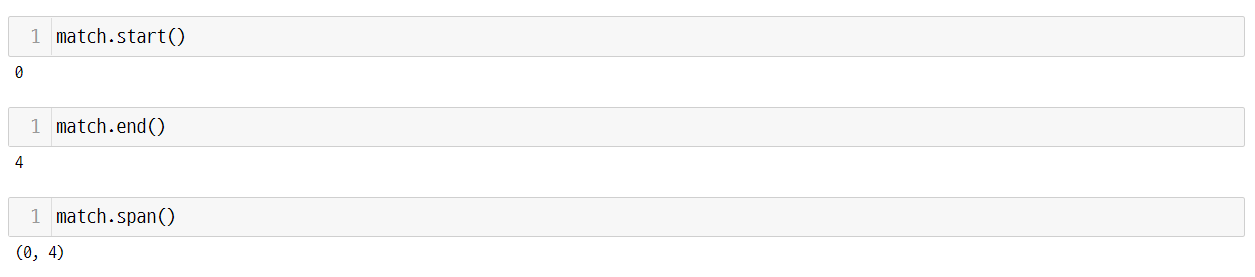 1 match.start()
0
1 match.end()
4
1 match.span()
(0, 4)